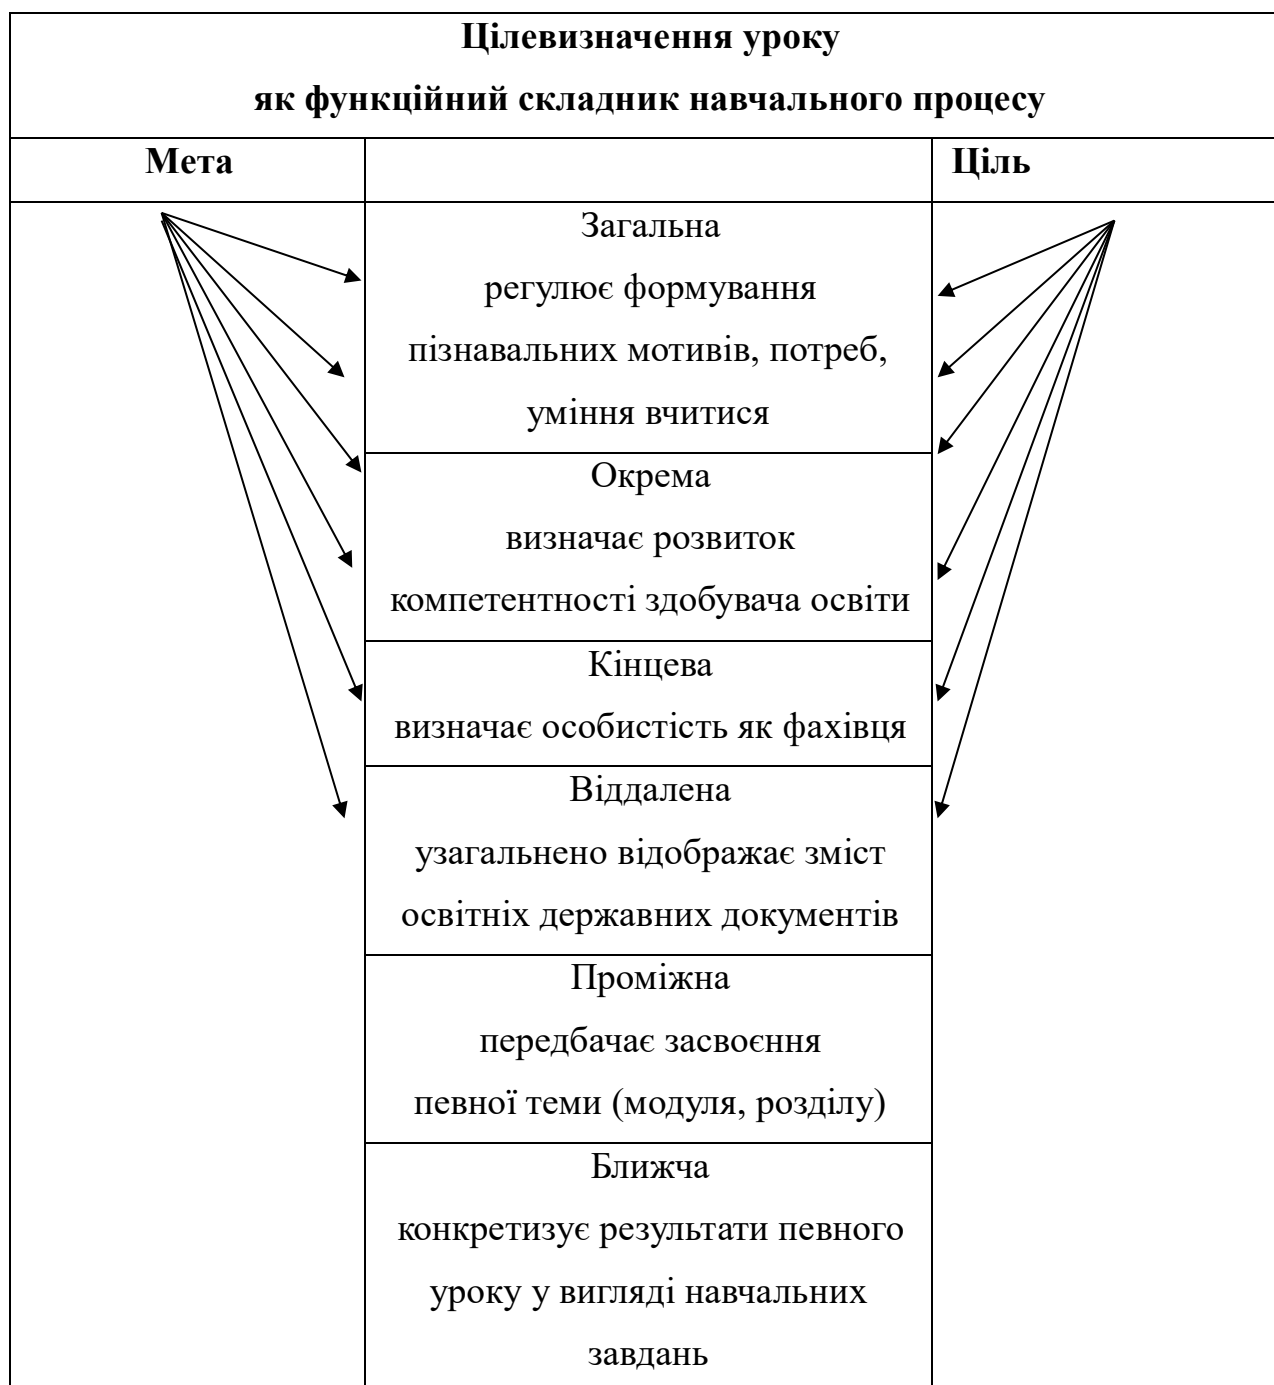 Цілевизначення уроку
як функційний складник навчального процесу
Мета
Ціль
Загальна
регулює формування
пізнавальних мотивів, потреб,
уміння вчитися
Окрема
визначає розвиток
компетентності здобувача освіти
Кінцева
визначає особистість як фахівця
Віддалена
узагальнено відображає зміст
освітніх державних документів
Проміжна
передбачає засвоєння
певної теми (модуля, розділу)
Ближча
конкретизує результати певного
уроку у вигляді навчальних
завдань